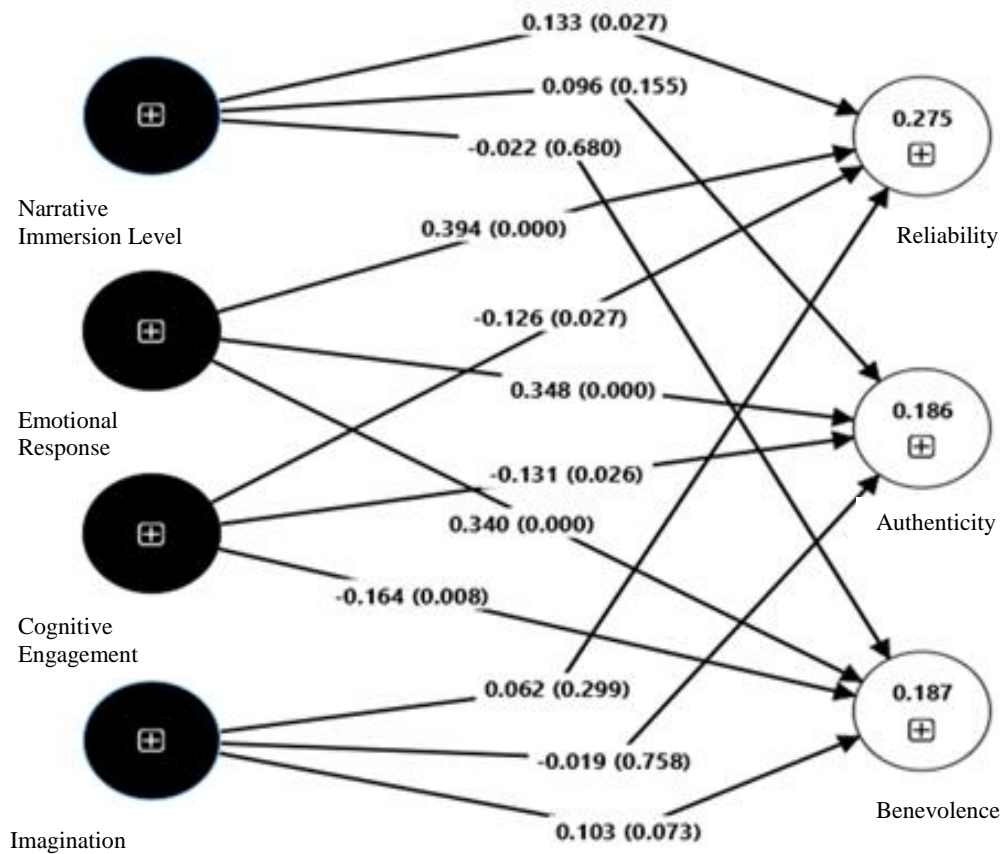 0.133 (0.027)
0.096 (0.155)
-0.022 (0.680)
0.275
Narrative
Immersion Level
Reliability
0.394 (0.000)
-0.126 (0.027)
0.348 (0.000)
0.186
Emotional
Response
-0.131 (0.026)
0.340 (0.000)
Authenticity
-0.164 (0.008)
Cognitive
Engagement
0.062 (0.299)
0.187
-0.019 (0.758)
Benevolence
0.103 (0.073)
Imagination